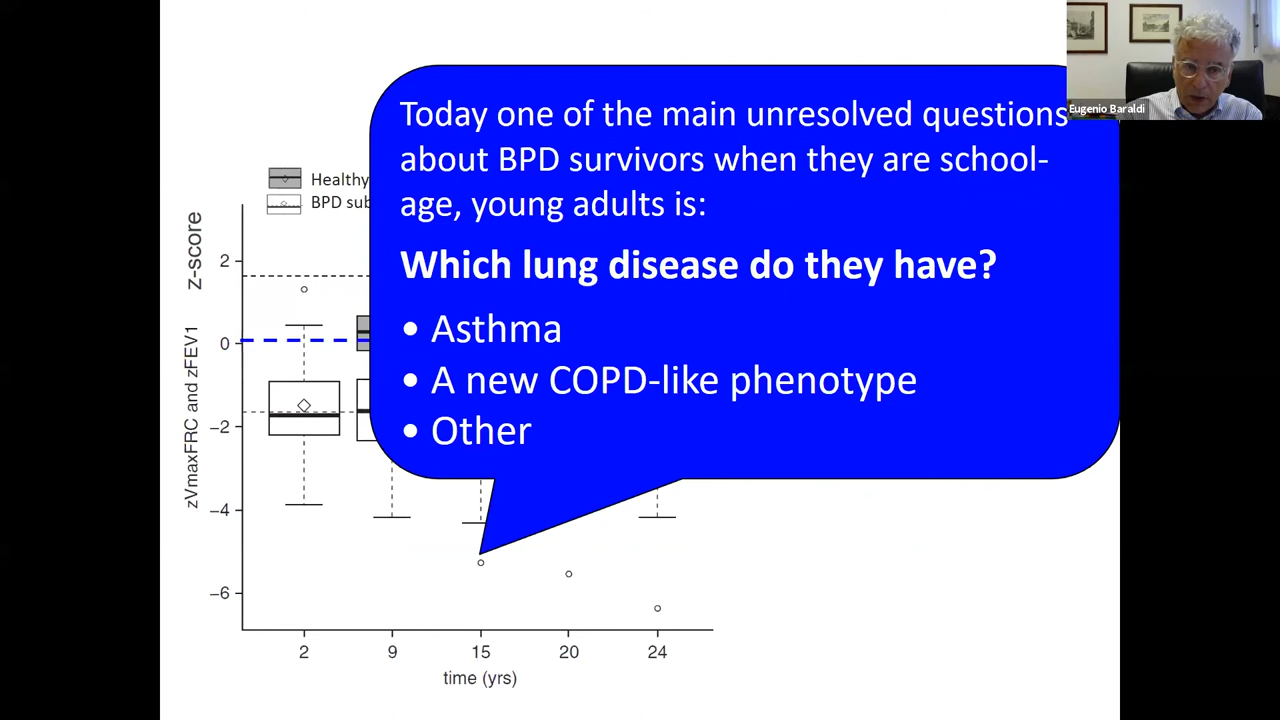 Eugenio Baraldi
Today one of the main unresolved questions
about BPD survivors when they are school-
age, young adults is:
Which lung disease do they have?
• Asthma
• A new COPD-like phenotype
• Other
Healthy
BPD sub
z-score
zVmaxFRC and zFEV1
2
0
−2
−4
−6
2 9 15 20 24
time (yrs)